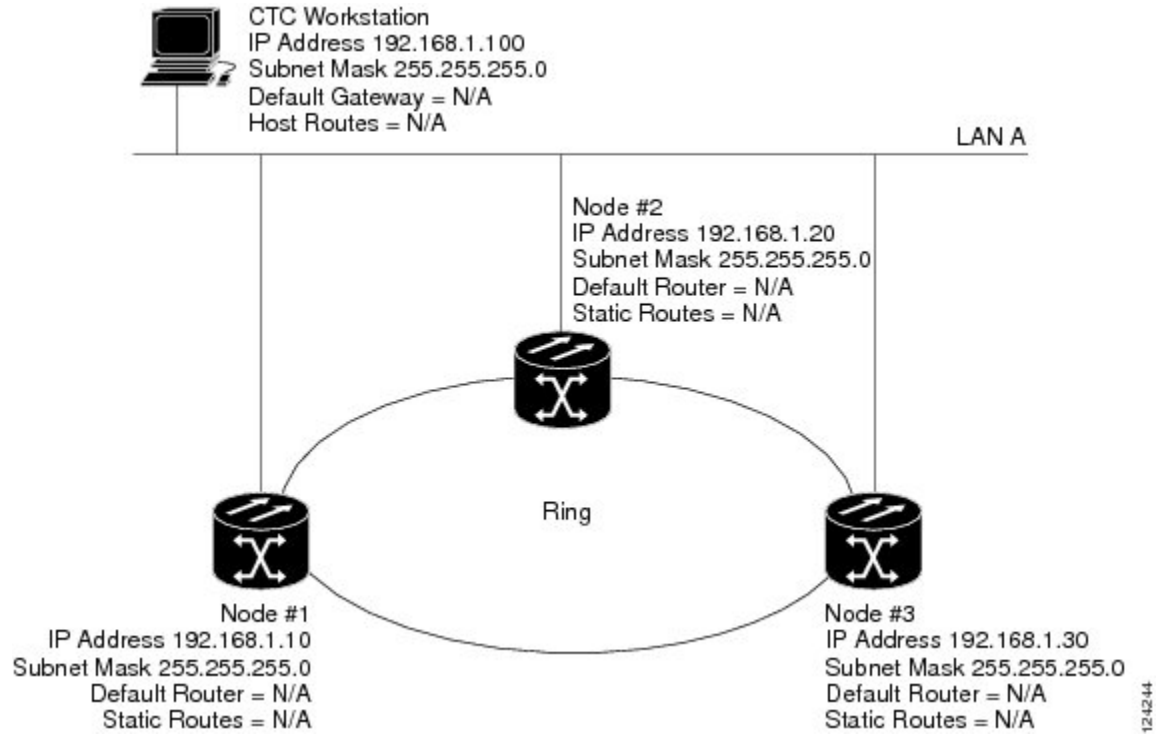 CTC Workstation
IP Address 192.168.1.100
Subnet Mask 255.255.255.0
Default Gateway = N/A
Host Routes = N/A
LAN A
Node #2
IP Address 192.168.1.20
Subnet Mask 255.255.255.0
Default Router = N/A
Static Routes = N/A
Ring
Node #1
IP Address 192.168.1.10
Subnet Mask 255.255.255.0
Default Router = N/A
Static Routes = N/A
Node #3
IP Address 192.168.1.30
Subnet Mask 255.255.255.0
Default Router = N/A
Static Routes = N/A
124244